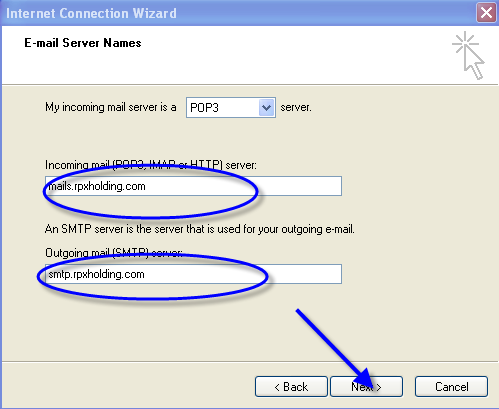 Internet Connection Wizard
E-mail Server Names
My incoming mail server is a POP3 server.
Incoming mail (POP3, IMAP or HTTP) server:
mails.rpxholding.com
An SMTP server is the server that is used for your outgoing e-mail.
Outgoing mail (SMTP) server:
smtp.rpxholding.com
< Back Next > Cancel